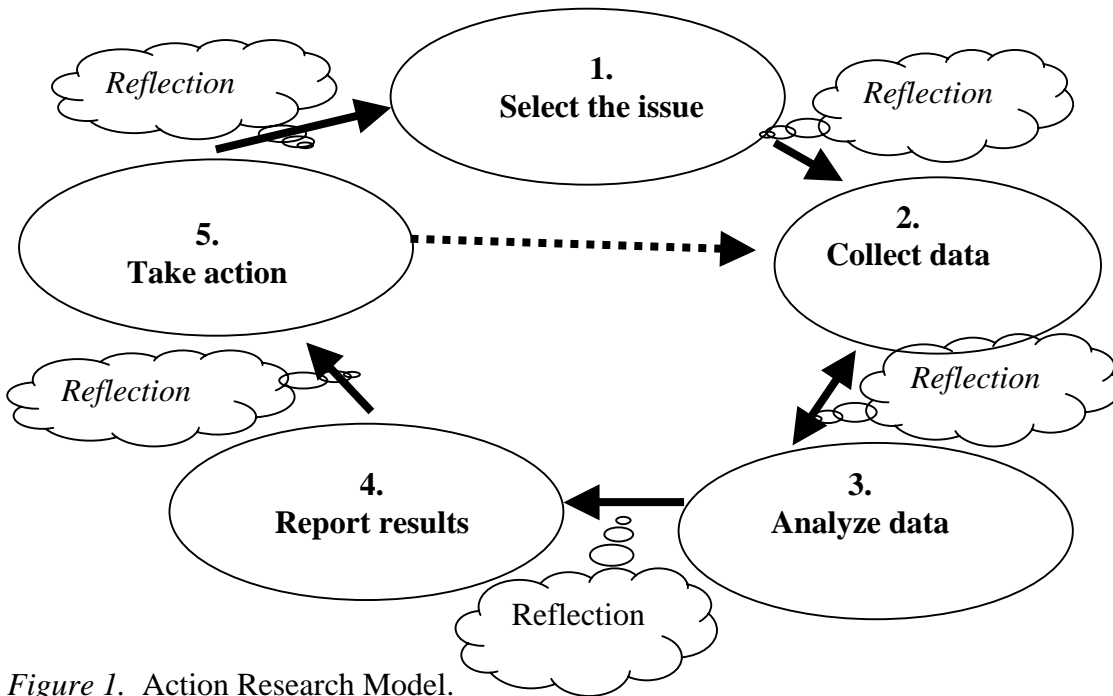 Reflection
1.
Select the issue
Reflection
5.
Take action
2.
Collect data
Reflection
Reflection
4.
Report results
3.
Analyze data
Reflection
Figure 1. Action Research Model.